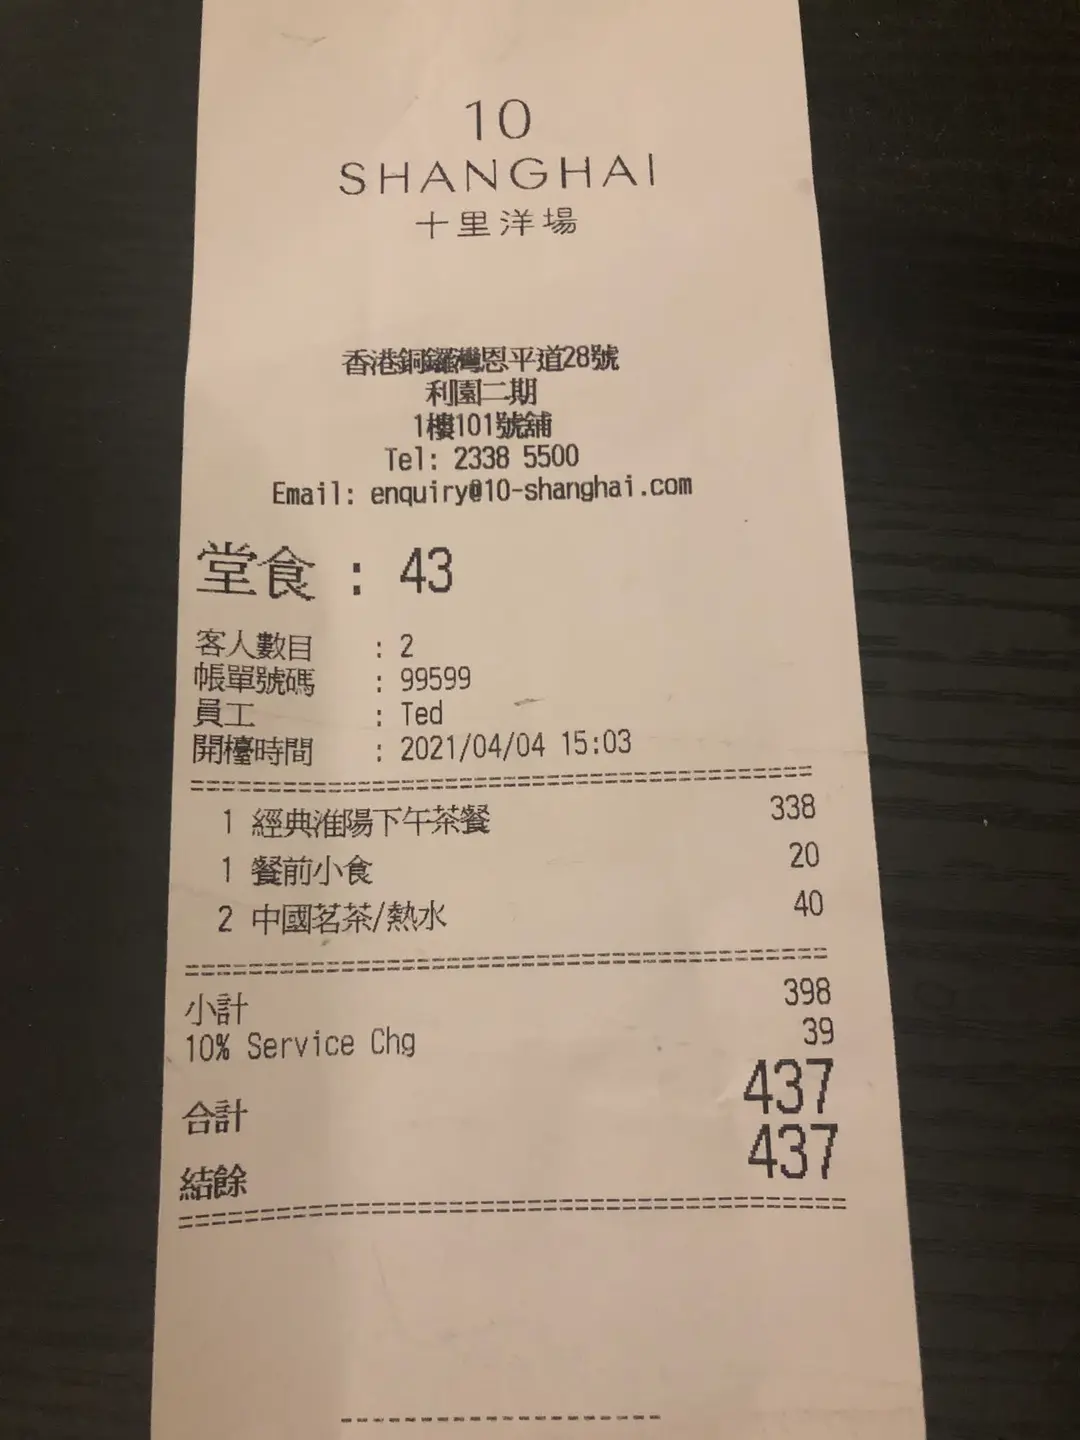 10
SHANGHAI
十里洋場
香港銅鑼灣恩平道28號
利園二期
1樓101號舖
Tel: 2338 5500
Email: enquiry@10-shanghai.com
堂食 : 43
客人數目 : 2
帳單號碼 : 99599
員工 : Ted
開檯時間 : 2021/04/04 15:03
1 經典淮陽下午茶餐 338
1 餐前小食 20
2 中國茗茶/熱水 40
小計 398
10% Service Chg 39
合計 437
結餘 437